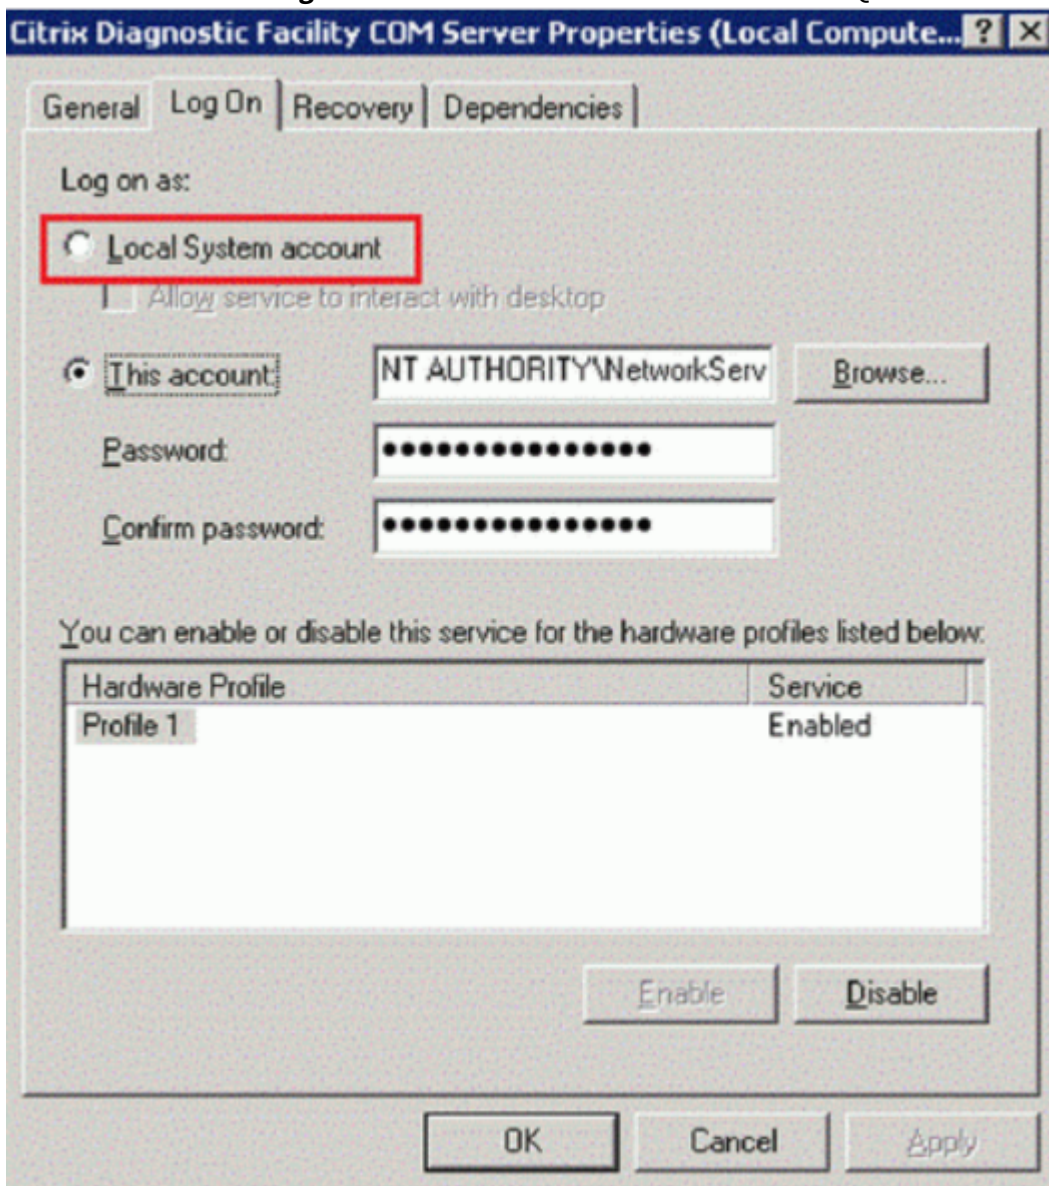 Citrix Diagnostic Facility COM Server Properties (Local Compute...
General Log On Recovery Dependencies
Log on as:
Local System account
Allow service to interact with desktop
This account: NT AUTHORITY\NetworkServ Browse...
Password: ●●●●●●●●●●●●●●●
Confirm password: ●●●●●●●●●●●●●●●
You can enable or disable this service for the hardware profiles listed below:
Hardware Profile Service
Profile 1 Enabled
Enable Disable
OK Cancel Apply